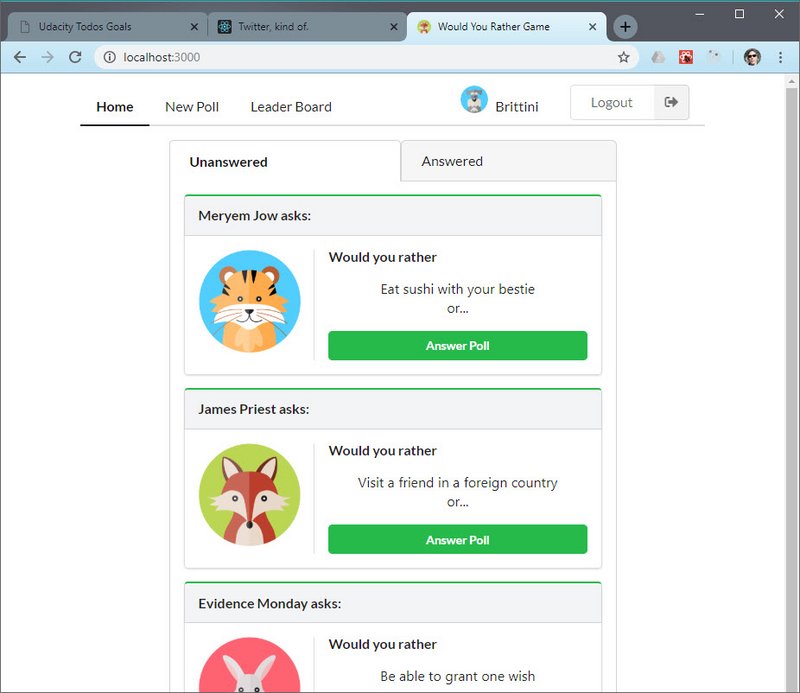 Udacity Todos Goals
Twitter, kind of.
Would You Rather Game
localhost:3000
Home
New Poll
Leader Board
Brittini
Logout
Unanswered
Answered
Meryem Jow asks:
Would you rather
Eat sushi with your bestie
or...
Answer Poll
James Priest asks:
Would you rather
Visit a friend in a foreign country
or...
Answer Poll
Evidence Monday asks:
Would you rather
Be able to grant one wish